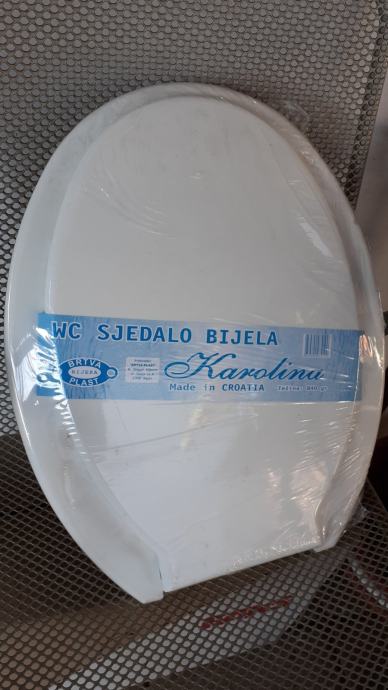 WC SJEDALO BIJELA
BRTVA
BIJELA
PLAST
Karolina
Made in CROATIA